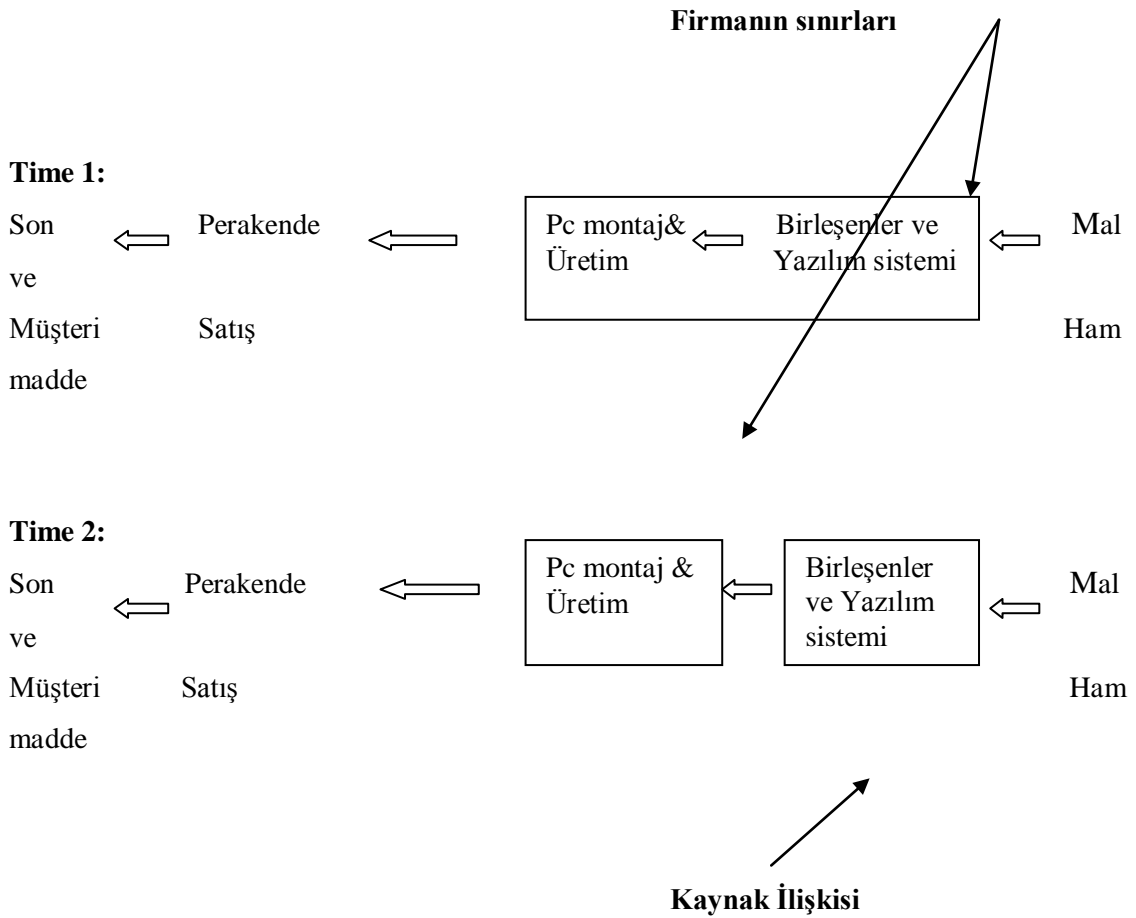 Firmanın sınırları
Time 1:
Son Perakende Pc montaj& Birleşenler ve Mal
Üretim Yazılım sistemi
ve
Müşteri Satış Ham
madde
Time 2:
Son Perakende Pc montaj & Birleşenler Mal
Üretim ve Yazılım
ve sistemi
Müşteri Satış Ham
madde
Kaynak İlişkisi